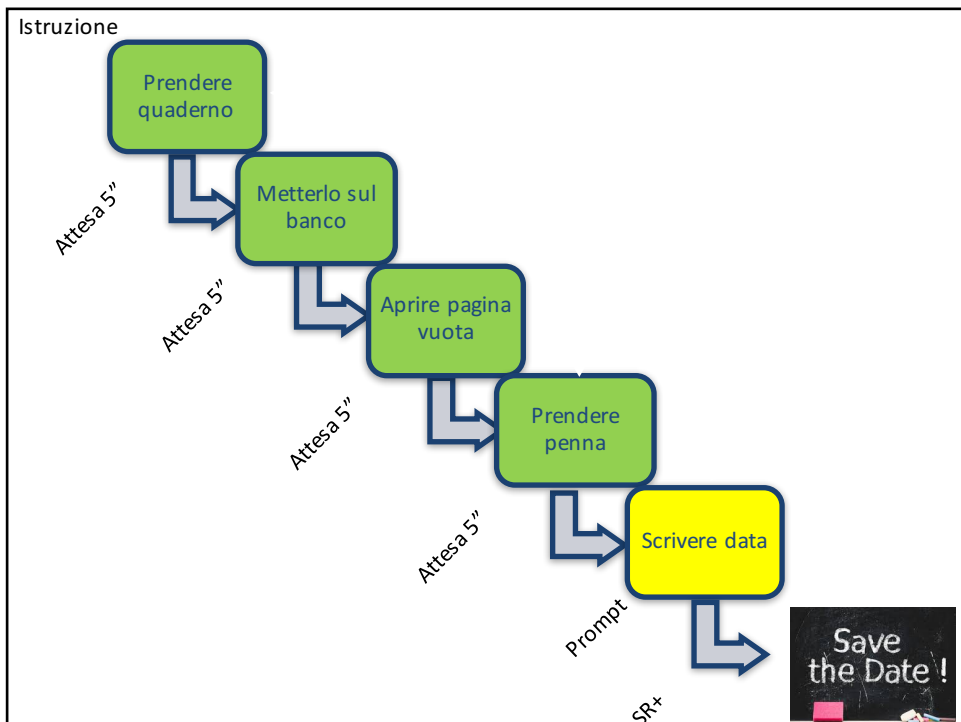 Istruzione
Prendere
quaderno
Attesa 5”
Metterlo sul
banco
Attesa 5”
Aprire pagina
vuota
Attesa 5”
Prendere
penna
Attesa 5”
Scrivere data
Prompt
Save
the Date !
SR+